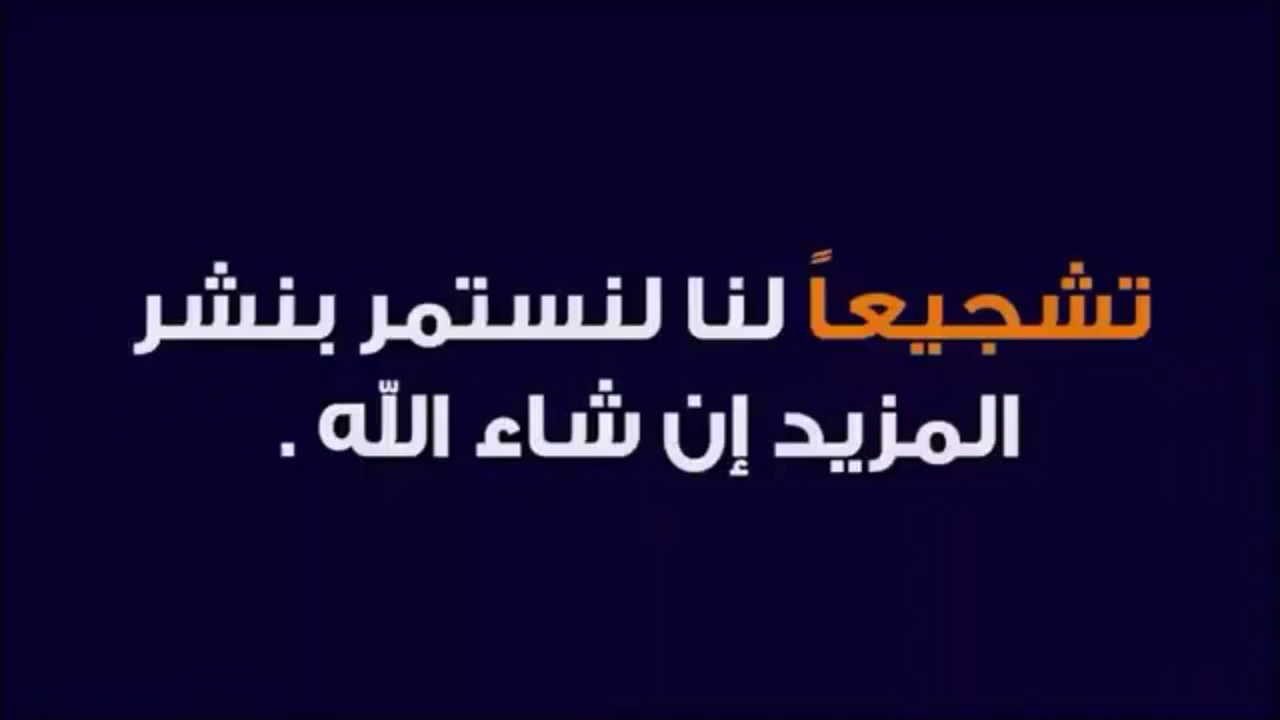 تشجيعاً لنا لنستمر بنشر
المزيد إن شاء اللّه .